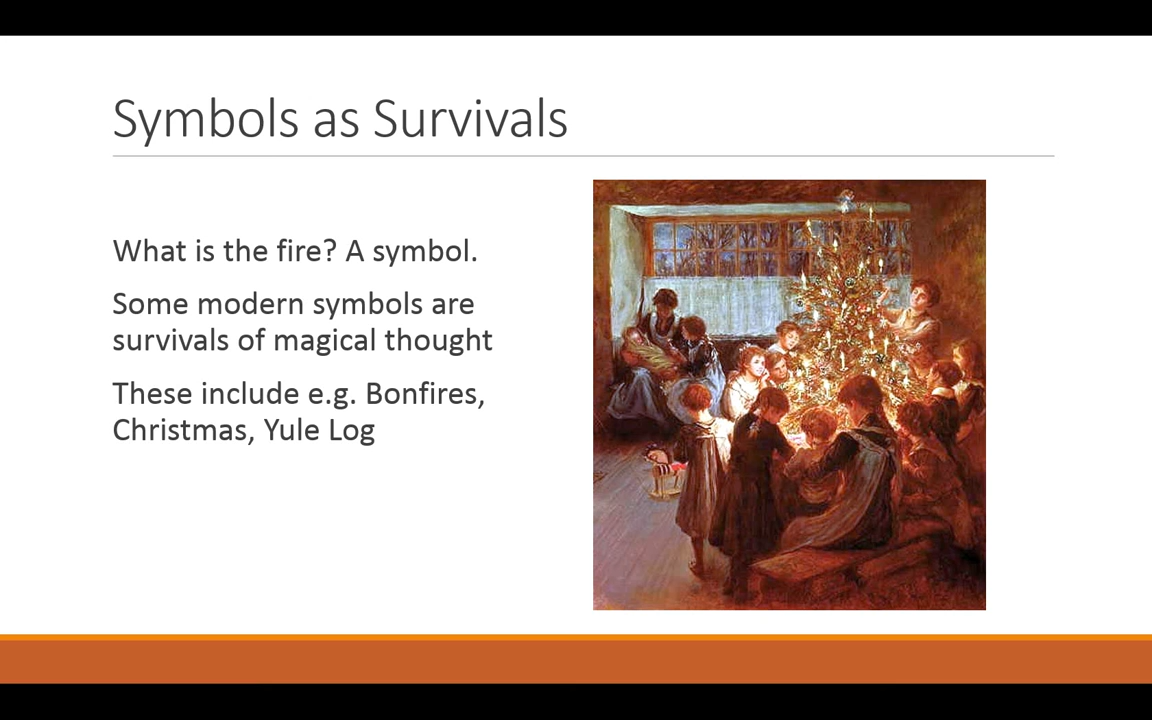 Symbols as Survivals
What is the fire? A symbol.
Some modern symbols are
survivals of magical thought
These include e.g. Bonfires,
Christmas, Yule Log